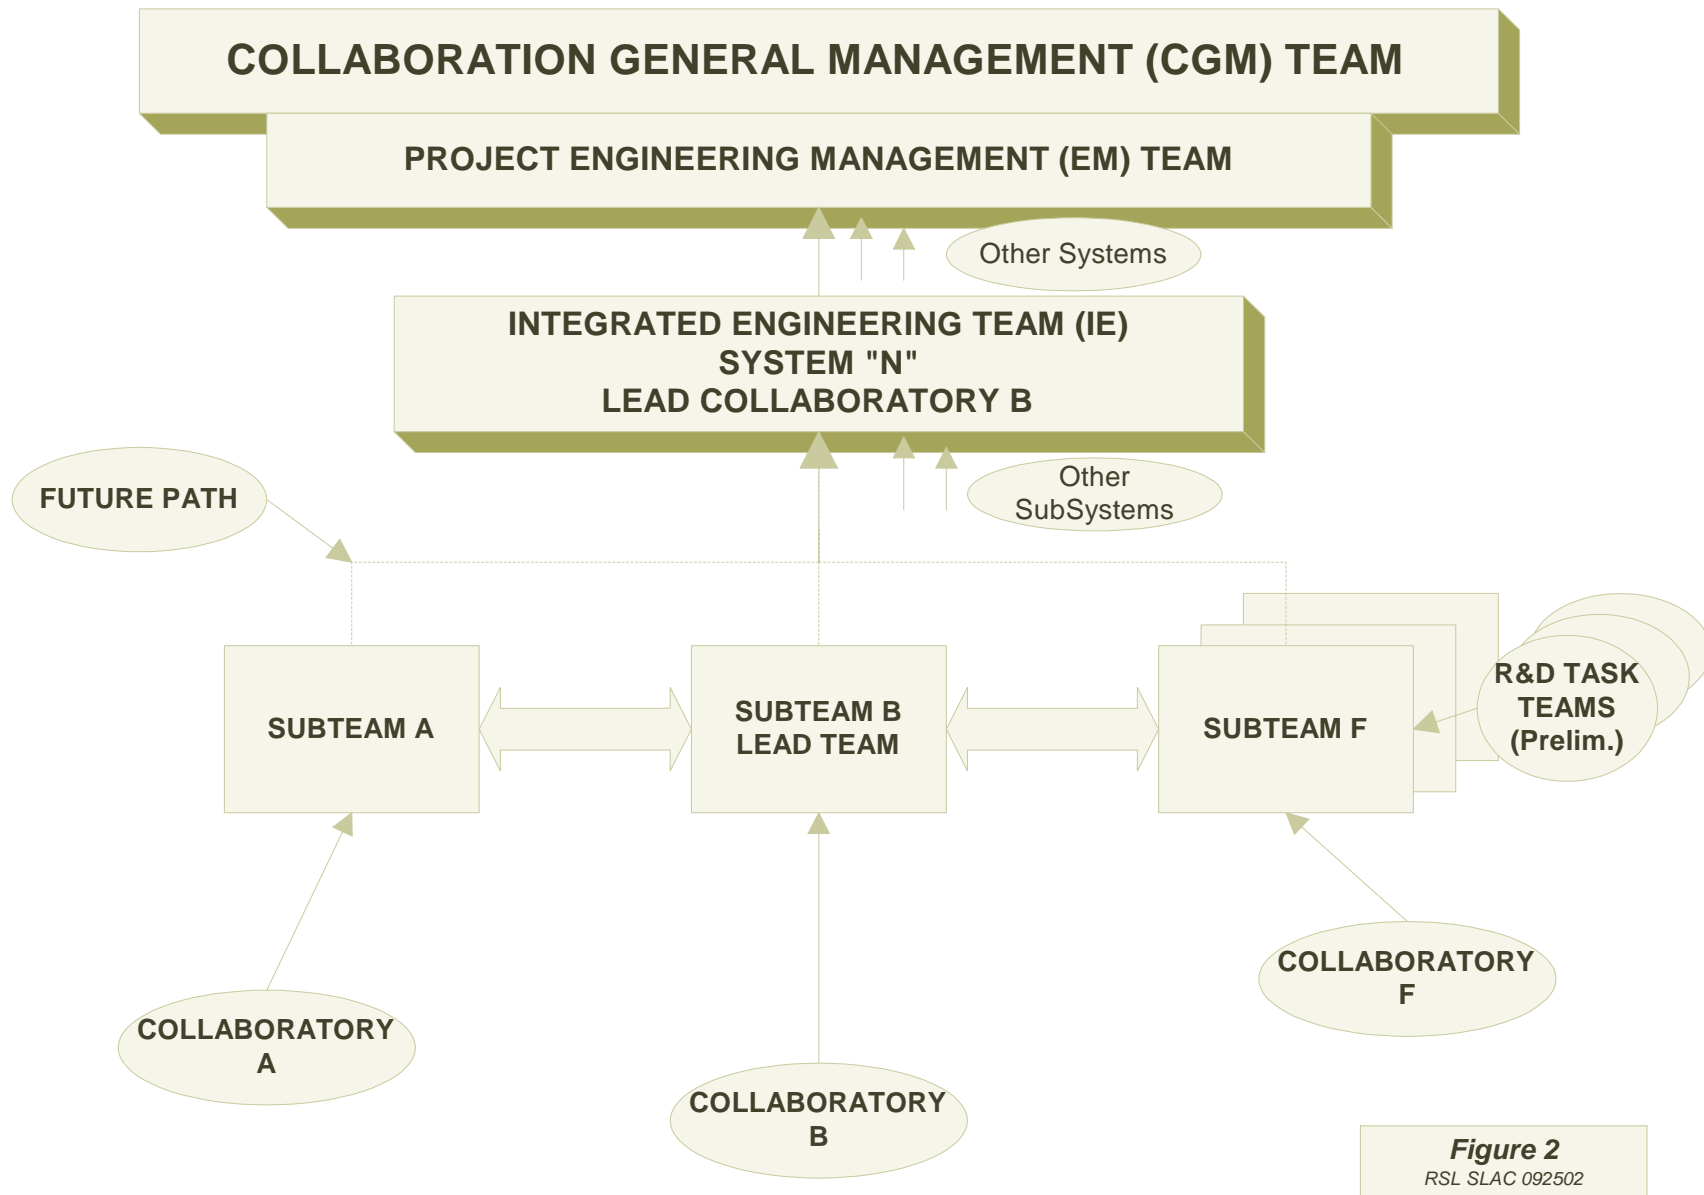 COLLABORATION GENERAL MANAGEMENT (CGM) TEAM
PROJECT ENGINEERING MANAGEMENT (EM) TEAM
Other Systems
INTEGRATED ENGINEERING TEAM (IE)
SYSTEM "N"
LEAD COLLABORATORY B
FUTURE PATH
Other
SubSystems
SUBTEAM A
SUBTEAM B
LEAD TEAM
SUBTEAM F
R&D TASK
TEAMS
(Prelim.)
COLLABORATORY
A
COLLABORATORY
B
COLLABORATORY
F
Figure 2
RSL SLAC 092502